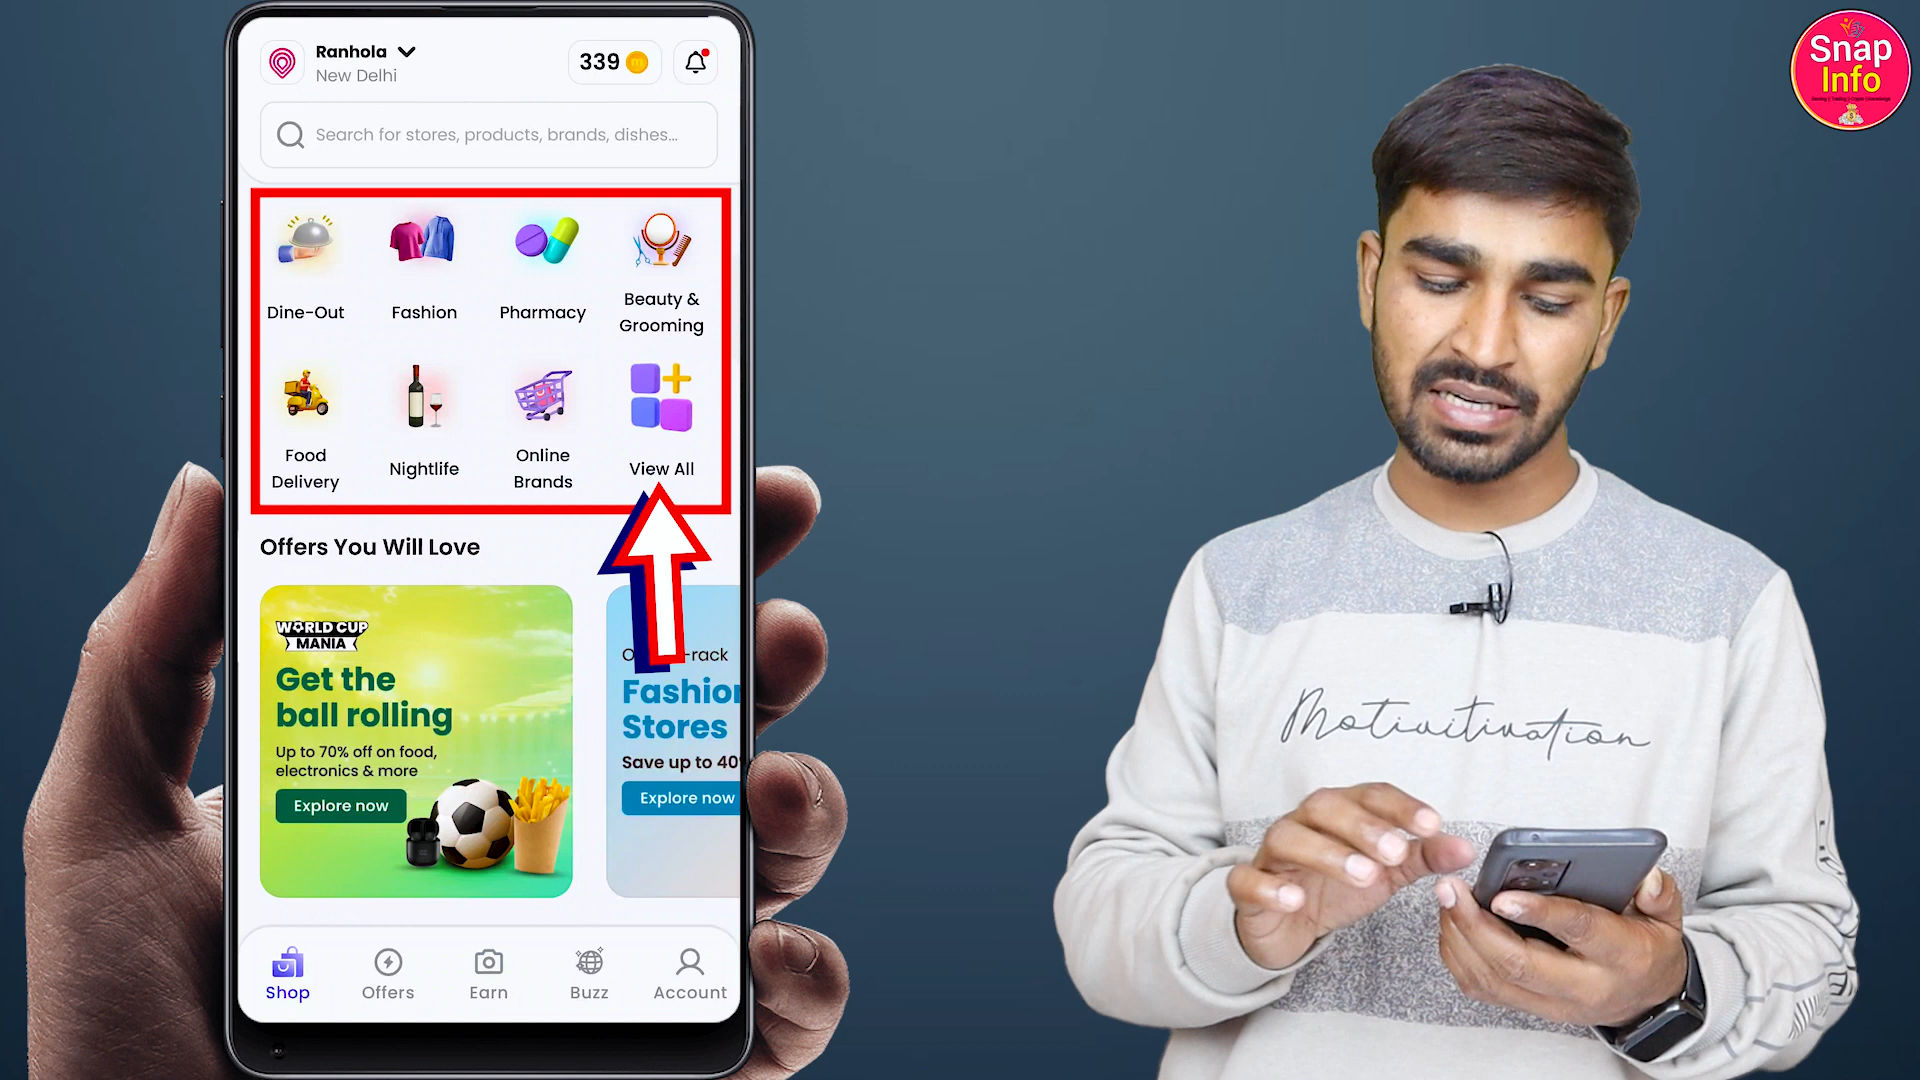 Ranhola
New Delhi
339
m
Search for stores, products, brands, dishes...
Dine-Out
Fashion
Pharmacy
Beauty &
Grooming
Food
Delivery
Nightlife
Online
Brands
View All
Offers You Will Love
WORLD CUP
MANIA
Get the
ball rolling
Up to 70% off on food,
electronics & more
Explore now
-rack
Fashion
Stores
Save up to 40
Explore now
Shop
Offers
Earn
Buzz
Account
Snap
Info
Motivitivation